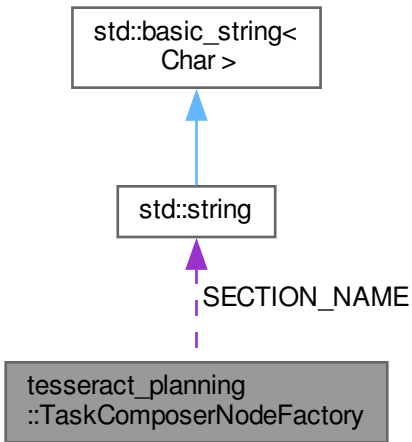 std::basic_string<
Char >
std::string
SECTION_NAME
tesseract_planning
::TaskComposerNodeFactory